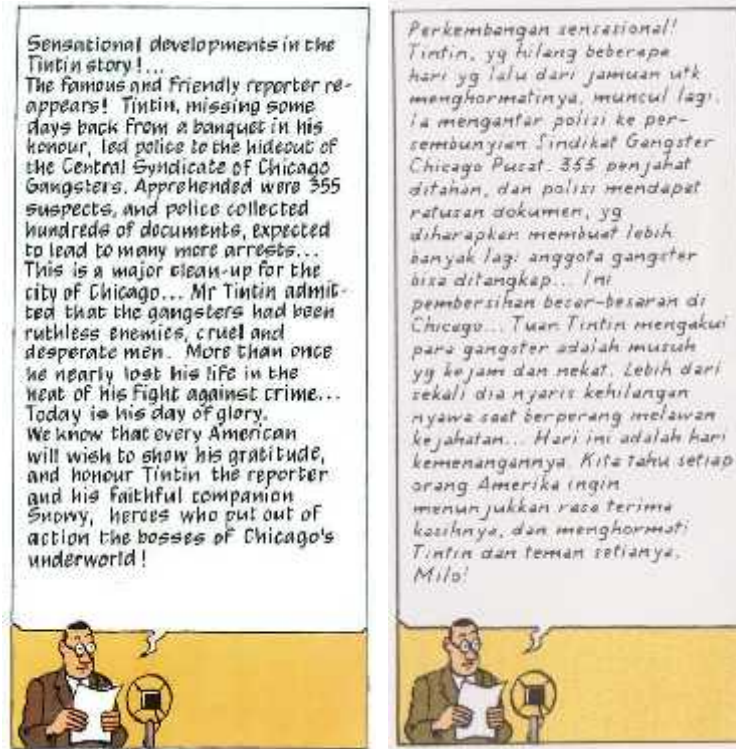 Sensational developments in the
Tintin story!...
The famous and friendly reporter re-
appears! Tintin, missing some
days back from a banquet in his
honour, led police to the hideout of
the Central Syndicate of Chicago
Gangsters. Apprehended were 355
suspects, and police collected
hundreds of documents, expected
to lead to many more arrests...
This is a major clean-up for the
city of Chicago... Mr Tintin admit-
ted that the gangsters had been
ruthless enemies, cruel and
desperate men. More than once
he nearly lost his life in the
heat of his fight against crime...
Today is his day of glory.
We know that every American
will wish to show his gratitude,
and honour Tintin the reporter
and his faithful companion
Snowy, heroes who put out of
action the bosses of Chicago's
underworld!
Perkembangan sensasional!
Tintin, yg hilang beberapa
hari yg lalu dari jamuan utk
menghormatinya, muncul lagi.
Ia mengantar polisi ke per-
sembunyian Sindikat Gangster
Chicago Pusat. 355 penjahat
ditahan, dan polisi mendapat
ratusan dokumen, yg
diharapkan membuat lebih
banyak lagi anggota gangster
bisa ditangkap... Ini
pembersihan besar-besaran di
Chicago... Tuan Tintin mengakui
para gangster adalah musuh
yg kejam dan nekat. Lebih dari
sekali dia nyaris kehilangan
nyawa saat berperang melawan
kejahatan... Hari ini adalah hari
kemenangannya. Kita tahu setiap
orang Amerika ingin
menunjukkan rasa terima
kasihnya, dan menghormati
Tintin dan teman setianya,
Milo!